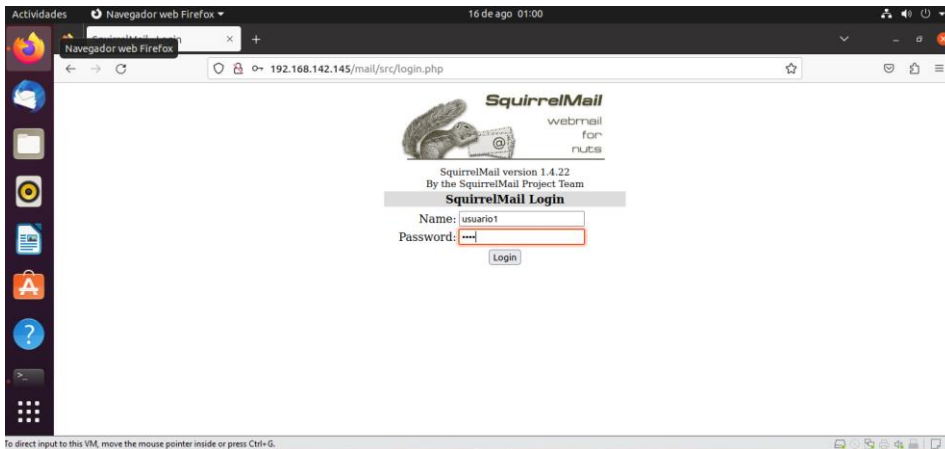 Actividades Navegador web Firefox 16 de ago 01:00
Navegador web Firefox
192.168.142.145/mail/src/login.php
SquirrelMail
webmail
for
nuts
SquirrelMail version 1.4.22
By the SquirrelMail Project Team
SquirrelMail Login
Name: usuario1
Password: ••••
Login
To direct input to this VM, move the mouse pointer inside or press Ctrl+G.